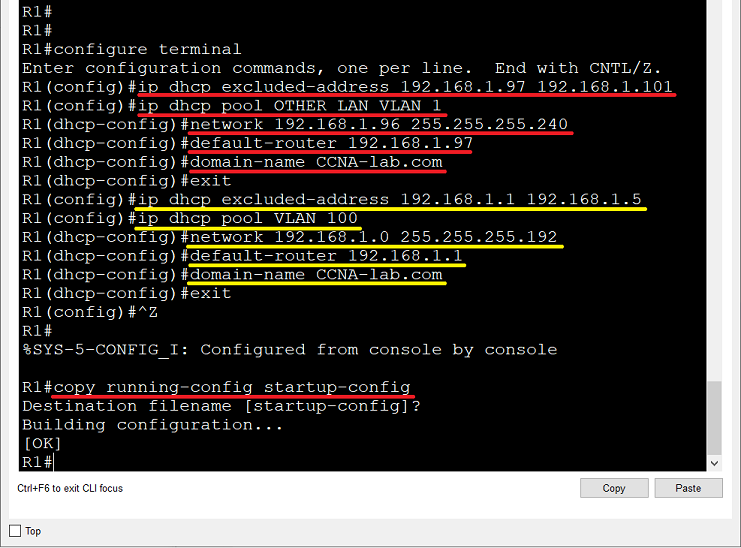 R1#
R1#
R1#configure terminal
Enter configuration commands, one per line.  End with CNTL/Z.
R1(config)#ip dhcp excluded-address 192.168.1.97 192.168.1.101
R1(config)#ip dhcp pool OTHER LAN VLAN 1
R1(dhcp-config)#network 192.168.1.96 255.255.255.240
R1(dhcp-config)#default-router 192.168.1.97
R1(dhcp-config)#domain-name CCNA-lab.com
R1(dhcp-config)#exit
R1(config)#ip dhcp excluded-address 192.168.1.1 192.168.1.5
R1(config)#ip dhcp pool VLAN 100
R1(dhcp-config)#network 192.168.1.0 255.255.255.192
R1(dhcp-config)#default-router 192.168.1.1
R1(dhcp-config)#domain-name CCNA-lab.com
R1(dhcp-config)#exit
R1(config)#^Z
R1#
%SYS-5-CONFIG_I: Configured from console by console
R1#copy running-config startup-config
Destination filename [startup-config]?
Building configuration...
[OK]
R1#
Ctrl+F6 to exit CLI focus
Copy
Paste
Top